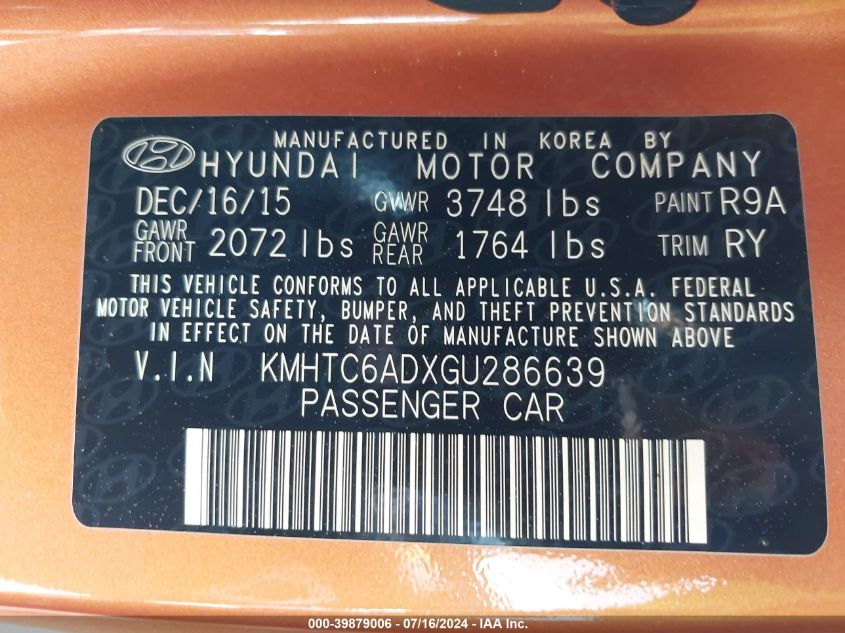 MANUFACTURED IN KOREA BY
HYUNDAI MOTOR COMPANY
DEC/16/15 GVWR 3748 lbs PAINT R9A
GAWR FRONT 2072 lbs GAWR REAR 1764 lbs TRIM RY
THIS VEHICLE CONFORMS TO ALL APPLICABLE U.S.A. FEDERAL
MOTOR VEHICLE SAFETY, BUMPER, AND THEFT PREVENTION STANDARDS
IN EFFECT ON THE DATE OF MANUFACTURE SHOWN ABOVE
V.I.N KMHTC6ADXGU286639
PASSENGER CAR
000-39879006 - 07/16/2024 - IAA Inc.